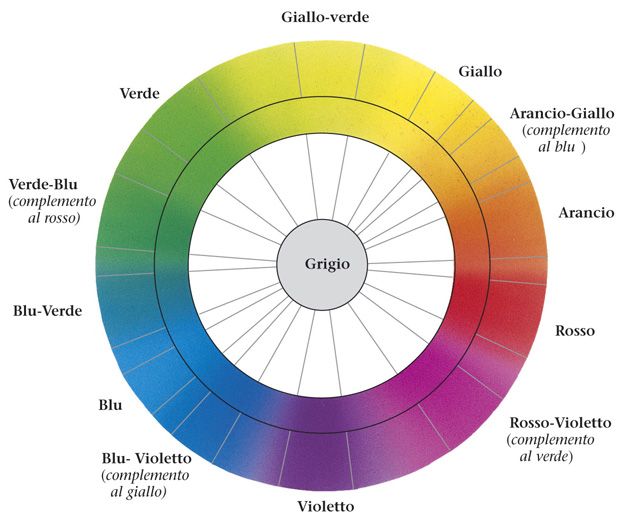 Giallo-verde
Giallo
Arancio-Giallo
(complemento
al blu )
Arancio
Rosso
Rosso-Violetto
(complemento
al verde)
Violetto
Blu- Violetto
(complemento
al giallo)
Blu
Blu-Verde
Verde-Blu
(complemento
al rosso)
Verde
Grigio